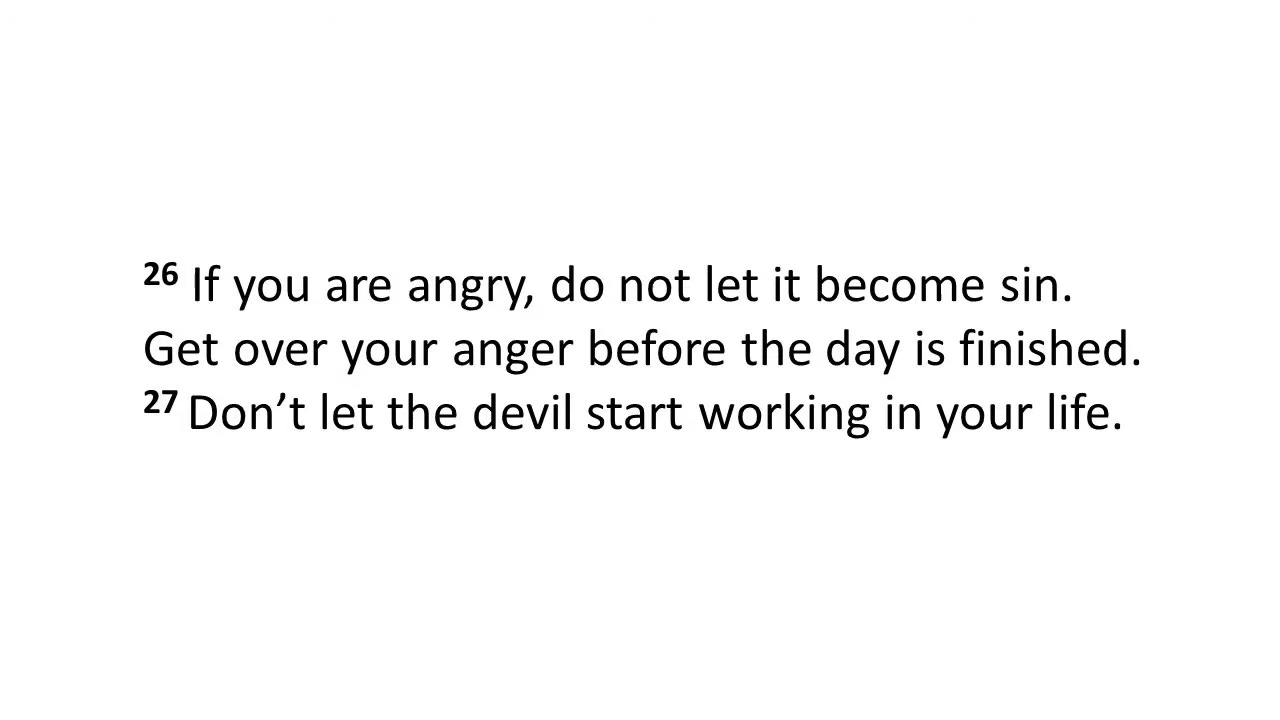 26 If you are angry, do not let it become sin.
Get over your anger before the day is finished.
27 Don’t let the devil start working in your life.